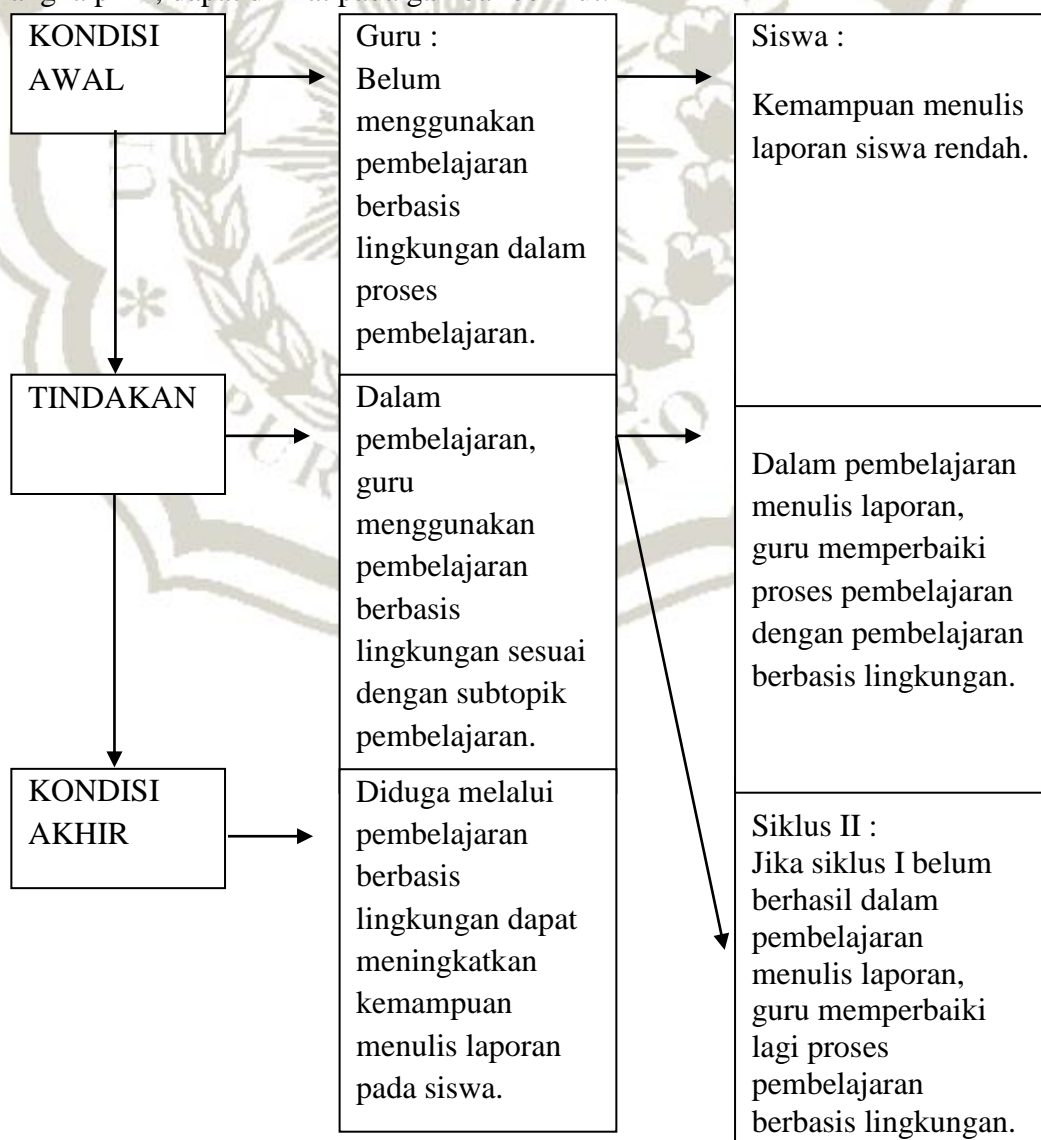 KONDISI
AWAL
Guru :
Belum
menggunakan
pembelajaran
berbasis
lingkungan dalam
proses
pembelajaran.
Siswa :
Kemampuan menulis
laporan siswa rendah.
TINDAKAN
Dalam
pembelajaran,
guru
menggunakan
pembelajaran
berbasis
lingkungan sesuai
dengan subtopik
pembelajaran.
Dalam pembelajaran
menulis laporan,
guru memperbaiki
proses pembelajaran
dengan pembelajaran
berbasis lingkungan.
KONDISI
AKHIR
Diduga melalui
pembelajaran
berbasis
lingkungan dapat
meningkatkan
kemampuan
menulis laporan
pada siswa.
Siklus II :
Jika siklus I belum
berhasil dalam
pembelajaran
menulis laporan,
guru memperbaiki
lagi proses
pembelajaran
berbasis lingkungan.